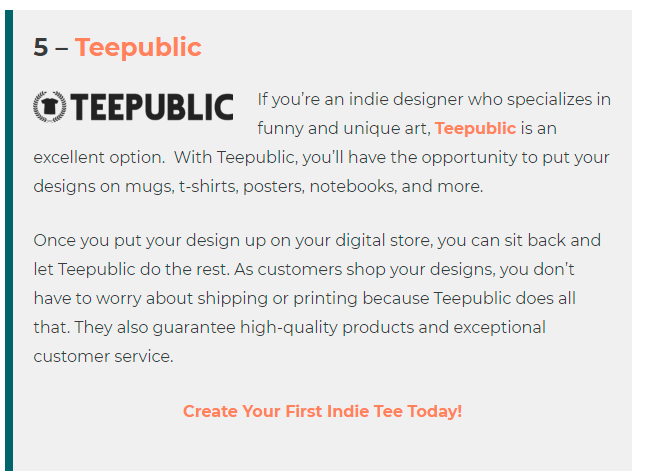 5 – Teepublic
TEEPUBLIC
If you’re an indie designer who specializes in
funny and unique art, Teepublic is an
excellent option.  With Teepublic, you’ll have the opportunity to put your
designs on mugs, t-shirts, posters, notebooks, and more.
Once you put your design up on your digital store, you can sit back and
let Teepublic do the rest. As customers shop your designs, you don’t
have to worry about shipping or printing because Teepublic does all
that. They also guarantee high-quality products and exceptional
customer service.
Create Your First Indie Tee Today!